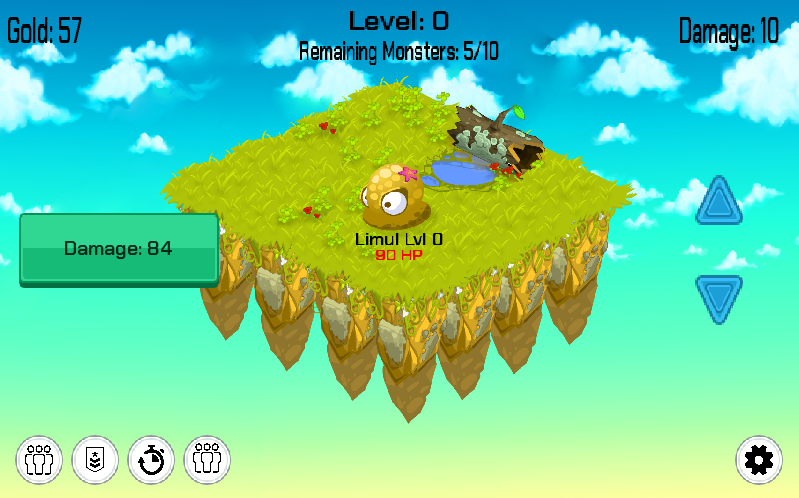 Gold: 57
Level: 0
Damage: 10
Remaining Monsters: 5/10
Damage: 84
Limul Lvl 0
90 HP